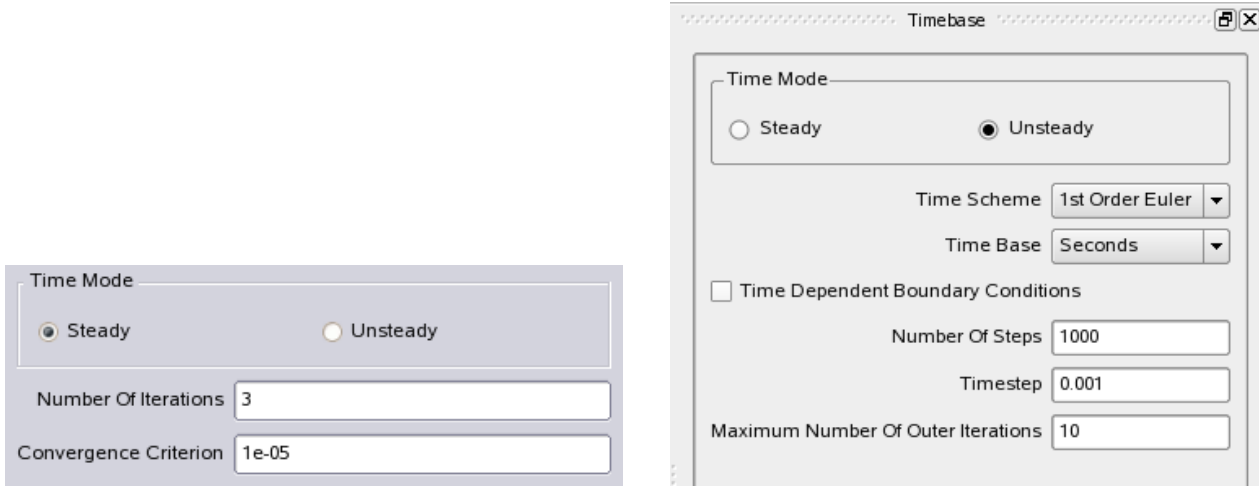 Time Mode
Steady Unsteady
Number Of Iterations 3
Convergence Criterion 1e-05
Timebase
Time Mode
Steady Unsteady
Time Scheme 1st Order Euler
Time Base Seconds
Time Dependent Boundary Conditions
Number Of Steps 1000
Timestep 0.001
Maximum Number Of Outer Iterations 10